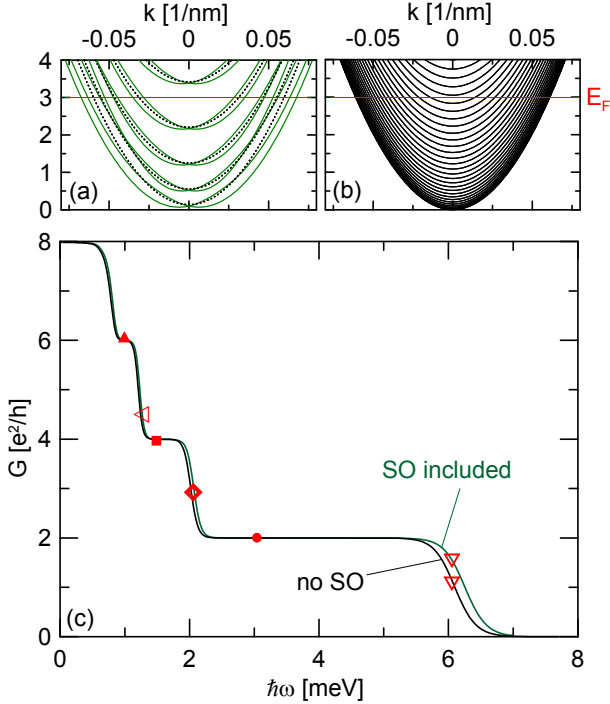 k [1/nm] k [1/nm]
-0.05 0 0.05 -0.05 0 0.05
4
3 E_F
2
1
0
(a) (b)
8
6
4
2
0
G [e²/h]
SO included
no SO
(c)
0 2 4 6 8
ħω [meV]